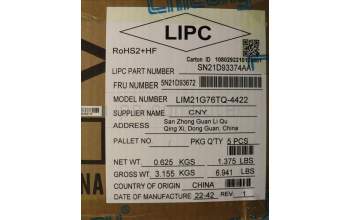 LIPC
RoHS2+HF
Carton ID
LIPC PART NUMBER SN21D93374AA
FRU NUMBER 5N21D93672
MODEL NUMBER LIM21G76TQ-4422
SUPPLIER NAME CNY
ADDRESS San Zhong Guan Li Qu
Qing Xi, Dong Guan, China
PALLET NO PKG Q'TY 5 PCS
NET WT 0.625 KGS 1.375 LBS
GROSS WT 3.155 KGS 6.941 LBS
COUNTRY OF ORIGIN CHINA
DATE OF MANUFACTURE 22-42 REV 1